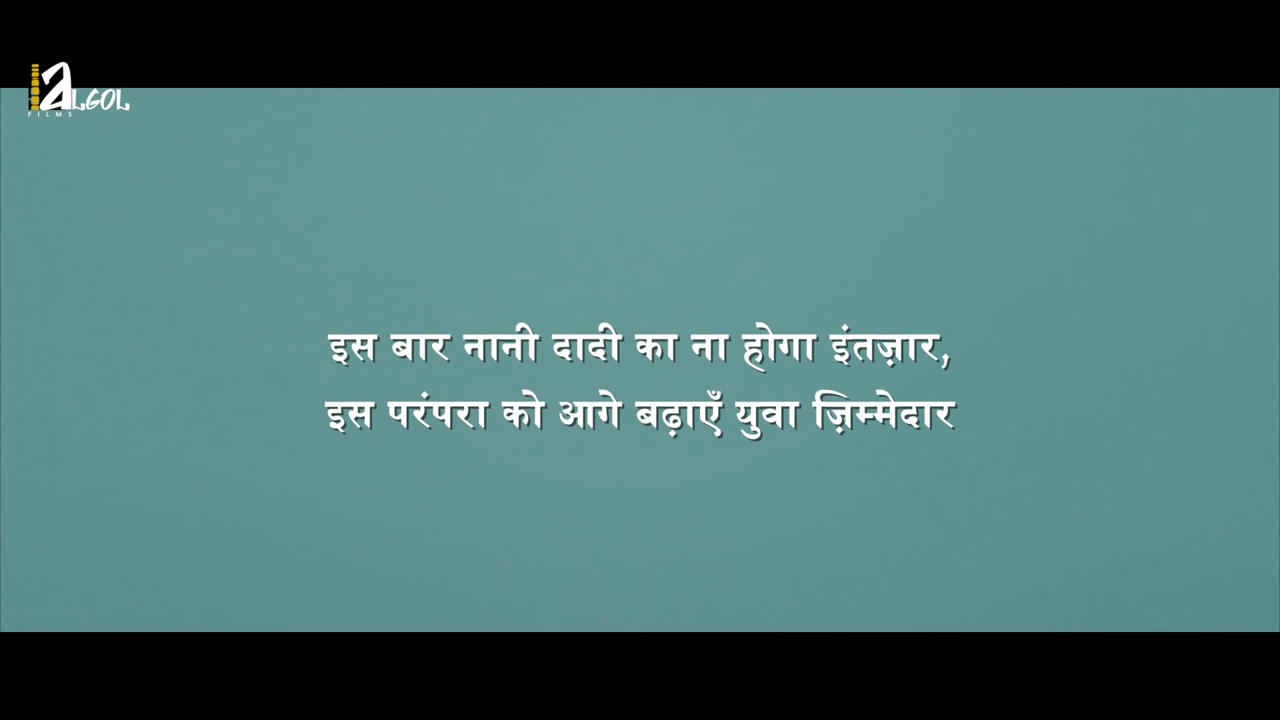 ALGOL
FILMS
इस बार नानी दादी का ना होगा इंतज़ार,
इस परंपरा को आगे बढ़ाएँ युवा ज़िम्मेदार